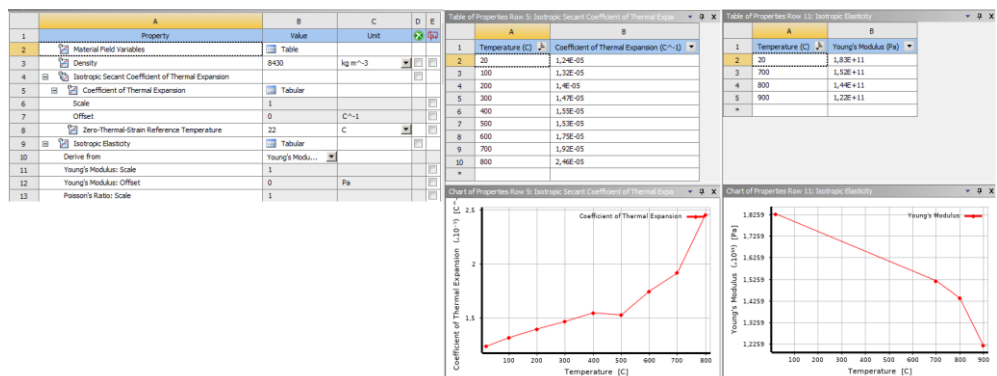 A B C D E
1 Property Value Unit
2 Material Field Variables Table
3 Density 8430 kg m^-3
4 Isotropic Secant Coefficient of Thermal Expansion
5 Coefficient of Thermal Expansion Tabular
6 Scale 1
7 Offset 0 C^-1
8 Zero-Thermal-Strain Reference Temperature 22 C
9 Isotropic Elasticity Tabular
10 Derive from Young's Modu...
11 Young's Modulus: Scale 1
12 Young's Modulus: Offset 0 Pa
13 Poisson's Ratio: Scale 1
Table of Properties Row 5: Isotropic Secant Coefficient of Thermal Expa
A B
1 Temperature (C) Coefficient of Thermal Expansion (C^-1)
2 20 1,24E-05
3 100 1,32E-05
4 200 1,4E-05
5 300 1,47E-05
6 400 1,55E-05
7 500 1,53E-05
8 600 1,75E-05
9 700 1,92E-05
10 800 2,46E-05
*
Table of Properties Row 11: Isotropic Elasticity
A B
1 Temperature (C) Young's Modulus (Pa)
2 20 1,83E+11
3 700 1,52E+11
4 800 1,44E+11
5 900 1,22E+11
*
Chart of Properties Row 5: Isotropic Secant Coefficient of Thermal Expa
Coefficient of Thermal Expansion
2,5
2
1,5
Coefficient of Thermal Expansion (.10⁻⁵) [C^-
100 200 300 400 500 600 700 800
Temperature [C]
Chart of Properties Row 11: Isotropic Elasticity
Young's Modulus
1,8259
1,7259
1,6259
1,5259
1,4259
1,3259
1,2259
Young's Modulus (.10¹¹) [Pa]
100 200 300 400 500 600 700 800 900
Temperature [C]